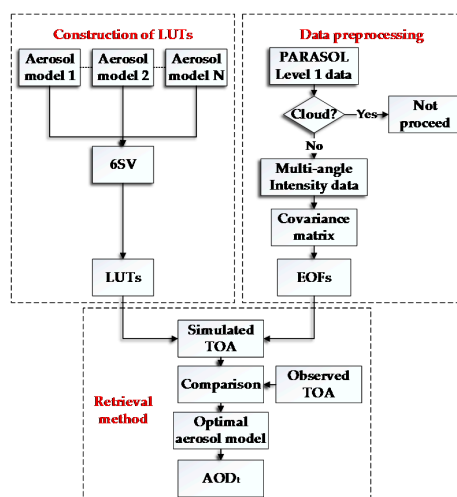 Construction of LUTs
Aerosol model 1
Aerosol model 2
Aerosol model N
6SV
LUTs
Data preprocessing
PARASOL
Level 1 data
Cloud?
Yes
Not
proceed
No
Multi-angle
Intensity data
Covariance
matrix
EOFs
Retrieval
method
Simulated
TOA
Comparison
Observed
TOA
Optimal
aerosol model
AODt